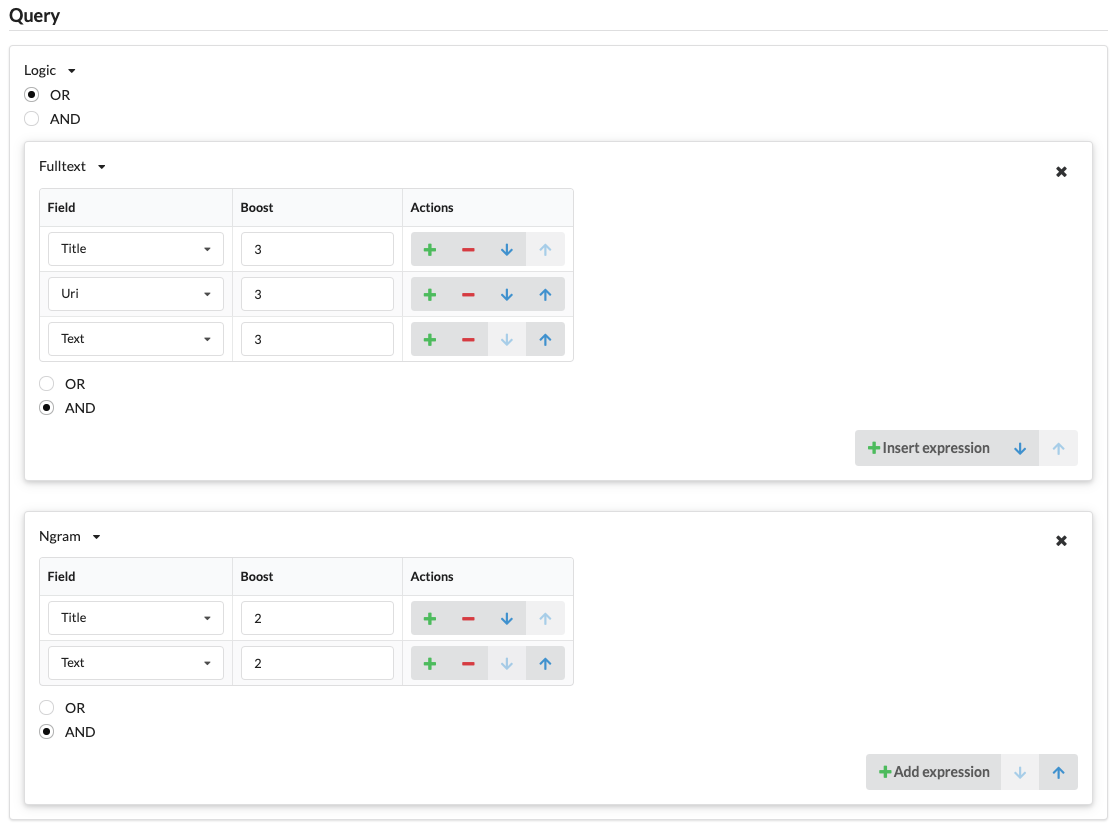 Query
Logic
OR
AND
Fulltext
Field Boost Actions
Title 3
Uri 3
Text 3
OR
AND
Insert expression
Ngram
Field Boost Actions
Title 2
Text 2
OR
AND
Add expression